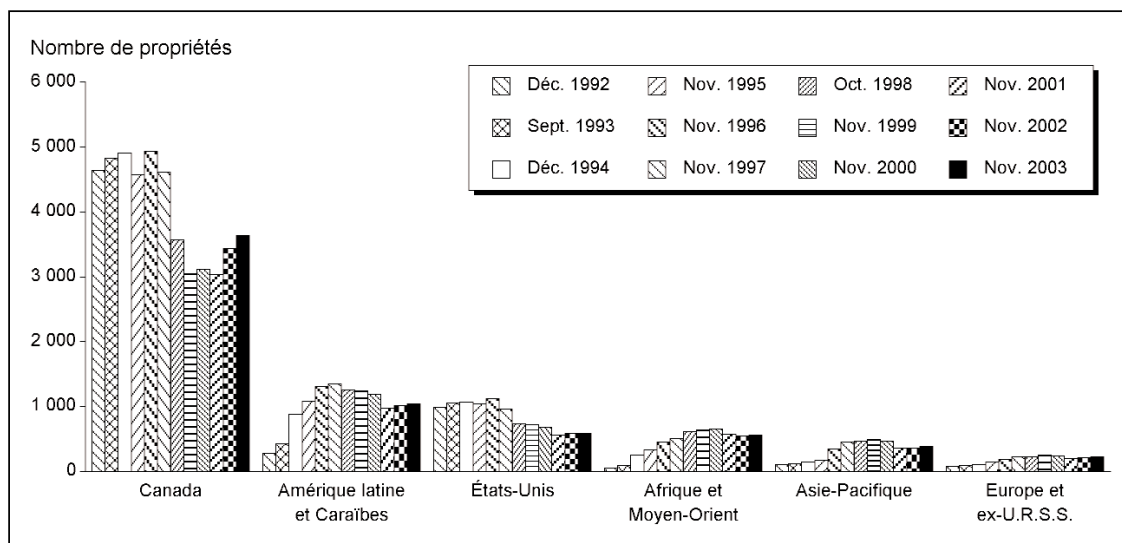 Nombre de propriétés
6 000
5 000
4 000
3 000
2 000
1 000
0
Déc. 1992
Nov. 1995
Oct. 1998
Nov. 2001
Sept. 1993
Nov. 1996
Nov. 1999
Nov. 2002
Déc. 1994
Nov. 1997
Nov. 2000
Nov. 2003
Canada
Amérique latine
et Caraïbes
États-Unis
Afrique et
Moyen-Orient
Asie-Pacifique
Europe et
ex-U.R.S.S.